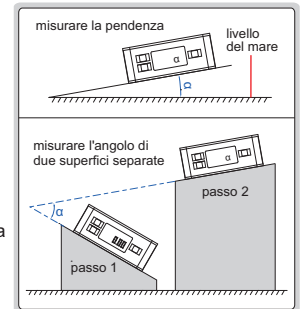 misurare la pendenza
livello
del mare
α
α
misurare l'angolo di
due superfici separate
α
passo 2
α
a
passo 1